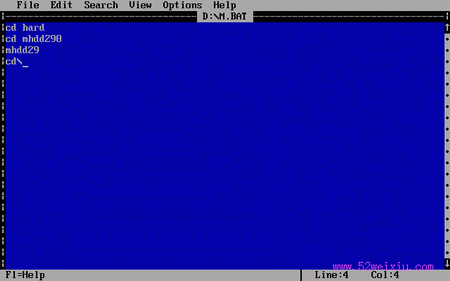 File Edit Search View Options Help
D:\M.BAT
cd hard
cd mhdd290
mhdd29
cd\_
www.52weixiu.com
F1=Help Line:4 Col:4